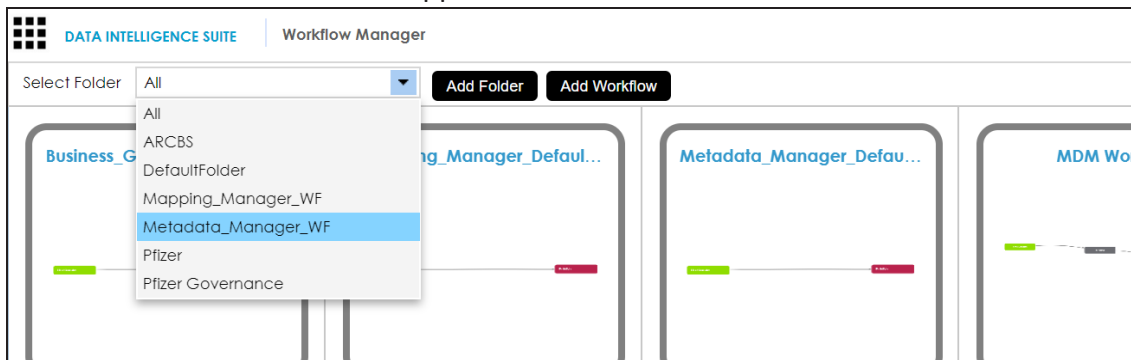 DATA INTELLIGENCE SUITE Workflow Manager
Select Folder All Add Folder Add Workflow
All
ARCBS
DefaultFolder
Mapping_Manager_WF
Metadata_Manager_WF
Pfizer
Pfizer Governance
Business_G ng_Manager_Defaul... Metadata_Manager_Defau... MDM Wo